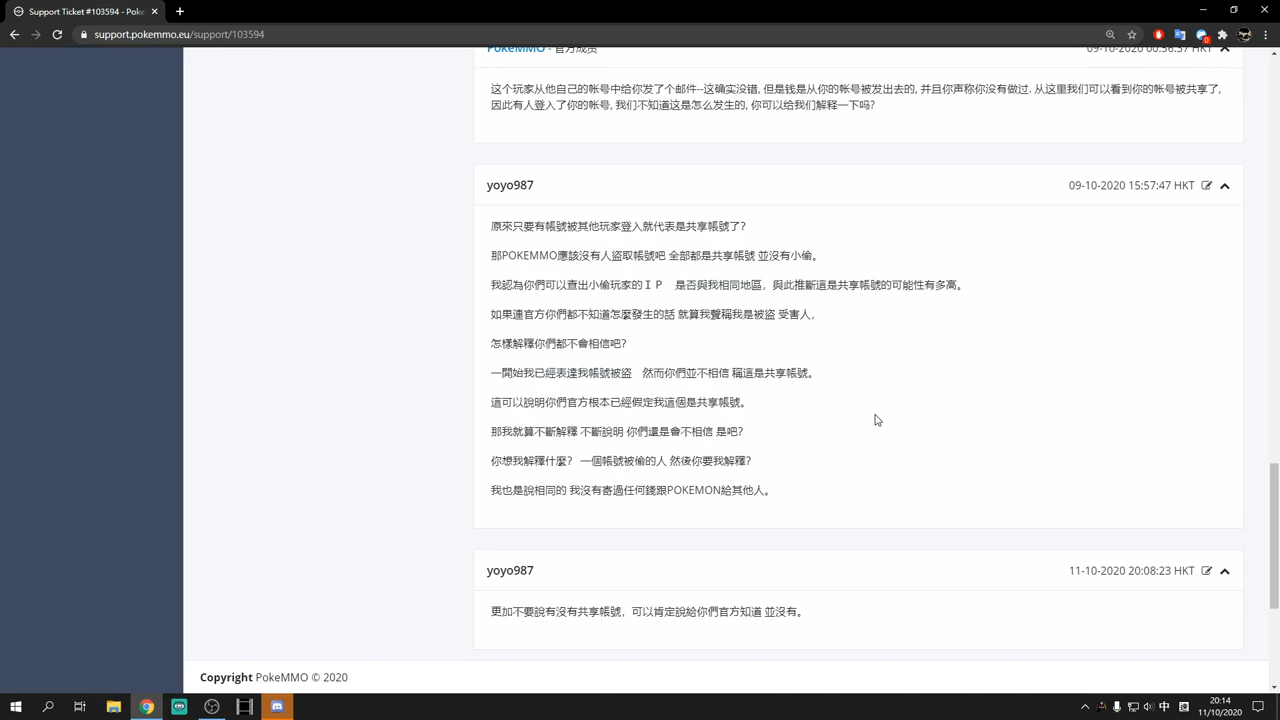 Support Ticket #103594 - Poke
support.pokemmo.eu/support/103594
0
PokeMMO - 官方成员
09-10-2020 00:56:37 HKT
这个玩家从他自己的帐号中给你发了个邮件--这确实没错, 但是钱是从你的帐号被发出去的, 并且你声称你没有做过. 从这里我们可以看到你的帐号被共享了,
因此有人登入了你的帐号, 我们不知道这是怎么发生的, 你可以给我们解释一下吗?
yoyo987
09-10-2020 15:57:47 HKT
原來只要有帳號被其他玩家登入就代表是共享帳號了?
那POKEMMO應該沒有人盜取帳號吧 全部都是共享帳號 並沒有小偷。
我認為你們可以查出小偷玩家的ＩＰ 是否與我相同地區，與此推斷這是共享帳號的可能性有多高。
如果連官方你們都不知道怎麼發生的話 就算我聲稱我是被盜 受害人，
怎樣解釋你們都不會相信吧?
一開始我已經表達我帳號被盜 然而你們並不相信 稱這是共享帳號。
這可以說明你們官方根本已經假定我這個是共享帳號。
那我就算不斷解釋 不斷說明 你們還是會不相信 是吧?
你想我解釋什麼? 一個帳號被偷的人 然後你要我解釋?
我也是說相同的 我沒有寄過任何錢跟POKEMON給其他人。
yoyo987
11-10-2020 20:08:23 HKT
更加不要說有沒有共享帳號，可以肯定說給你們官方知道 並沒有。
Copyright PokeMMO © 2020
中
20:14
11/10/2020